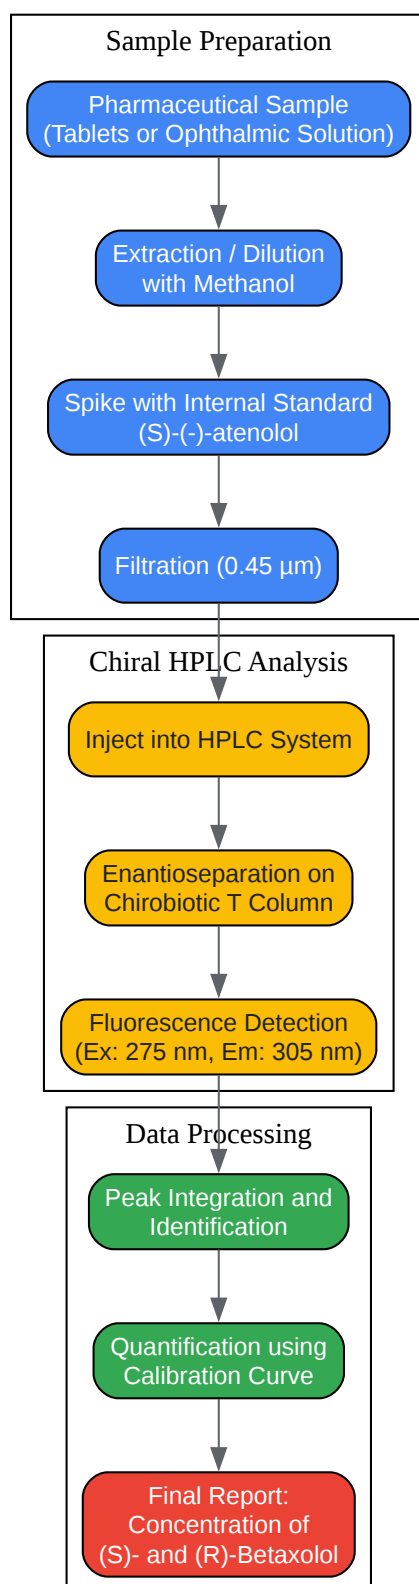 Sample Preparation
Pharmaceutical Sample
(Tablets or Ophthalmic Solution)
Extraction / Dilution
with Methanol
Spike with Internal Standard
(S)-(-)-atenolol
Filtration (0.45 µm)
Chiral HPLC Analysis
Inject into HPLC System
Enantioseparation on
Chirobiotic T Column
Fluorescence Detection
(Ex: 275 nm, Em: 305 nm)
Data Processing
Peak Integration and
Identification
Quantification using
Calibration Curve
Final Report:
Concentration of
(S)- and (R)-Betaxolol